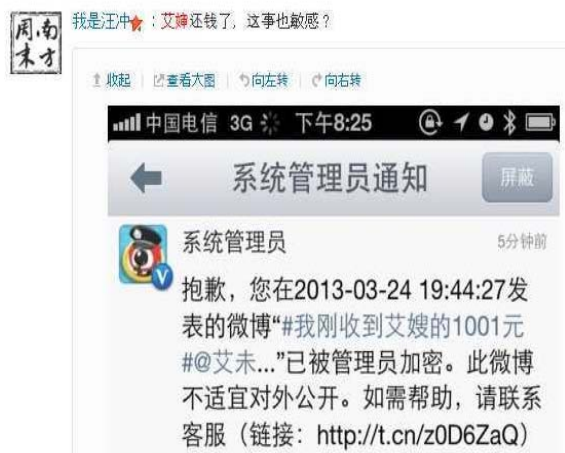 南方周末
我是汪冲：艾婶还钱了，这事也敏感？
收起 查看大图 向左转 向右转
中国电信 3G 下午8:25
系统管理员通知 屏蔽
系统管理员 5分钟前
抱歉，您在2013-03-24 19:44:27发
表的微博“#我刚收到艾嫂的1001元
#@艾未...”已被管理员加密。此微博
不适宜对外公开。如需帮助，请联系
客服（链接：http://t.cn/z0D6ZaQ）